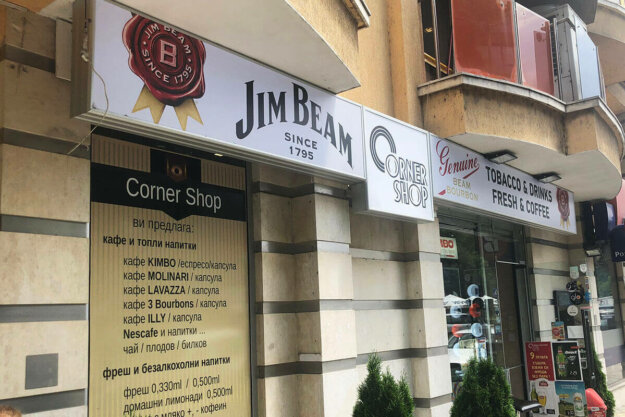 JIM BEAM
B
SINCE 1795
JIM BEAM
SINCE
1795
CORNER
SHOP
Genuine
BEAM
BOURBON
TOBACCO & DRINKS
FRESH & COFFEE
Corner Shop
ви предлага:
кафе и топли напитки
кафе KIMBO /еспресо/капсула
кафе MOLINARI / капсула
кафе LAVAZZA / капсула
кафе 3 Bourbons / капсула
кафе ILLY / капсула
Nescafe и напитки ...
чай / плодов / билков
фреш и безалкохолни напитки
фреш 0,330ml / 0,500ml
домашни лимонади 0,500ml
с мляко +, - кофеин